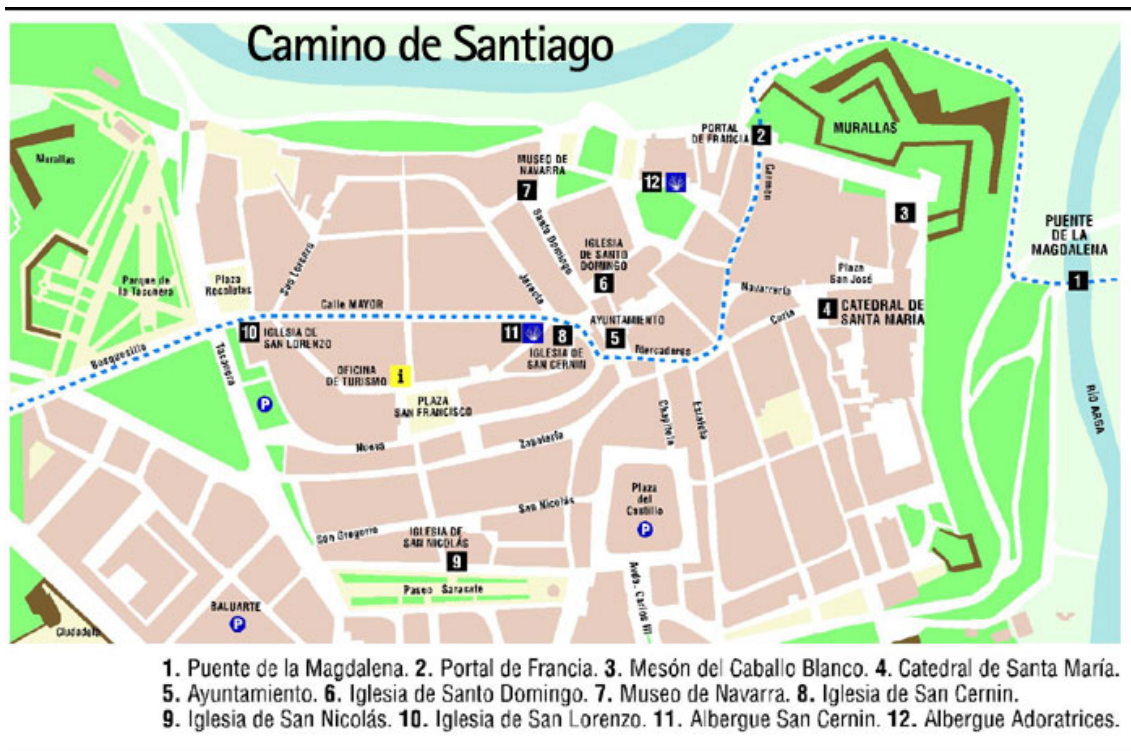 Camino de Santiago
Murallas
Parque de
la Taconera
Plaza
Recoletas
San Lorenzo
Calle MAYOR
Bosquecillo
10
IGLESIA DE
SAN LORENZO
Taconera
P
OFICINA
DE TURISMO
i
PLAZA
SAN FRANCISCO
Nueva
Zapatería
San Nicolás
San Gregorio
IGLESIA DE
SAN NICOLÁS
9
Paseo Sarasate
BALUARTE
P
Ciudadela
MUSEO DE
NAVARRA
7
Santo Domingo
Jarauta
12
IGLESIA
DE SANTO
DOMINGO
6
11
8
IGLESIA DE
SAN CERNIN
AYUNTAMIENTO
5
Mercaderes
Chapitela
Estafeta
Plaza
del
Castillo
P
Avda. Carlos III
PORTAL
DE FRANCIA
2
Carmen
MURALLAS
3
Plaza
San José
Navarrería
Curia
4
CATEDRAL DE
SANTA MARIA
PUENTE
DE LA
MAGDALENA
1
RÍO ARGA
1. Puente de la Magdalena. 2. Portal de Francia. 3. Mesón del Caballo Blanco. 4. Catedral de Santa María.
5. Ayuntamiento. 6. Iglesia de Santo Domingo. 7. Museo de Navarra. 8. Iglesia de San Cernin.
9. Iglesia de San Nicolás. 10. Iglesia de San Lorenzo. 11. Albergue San Cernin. 12. Albergue Adoratrices.